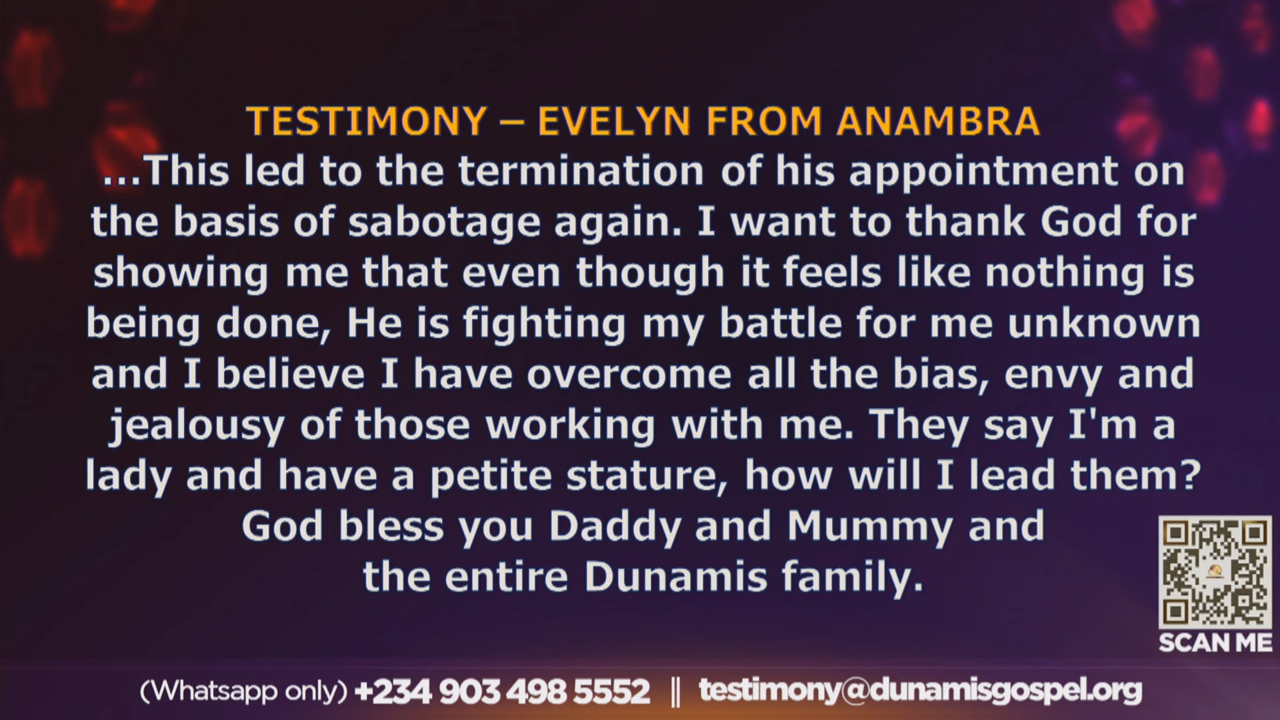 TESTIMONY – EVELYN FROM ANAMBRA
...This led to the termination of his appointment on
the basis of sabotage again. I want to thank God for
showing me that even though it feels like nothing is
being done, He is fighting my battle for me unknown
and I believe I have overcome all the bias, envy and
jealousy of those working with me. They say I'm a
lady and have a petite stature, how will I lead them?
God bless you Daddy and Mummy and
the entire Dunamis family.
SCAN ME
(Whatsapp only) +234 903 498 5552 || testimony@dunamisgospel.org